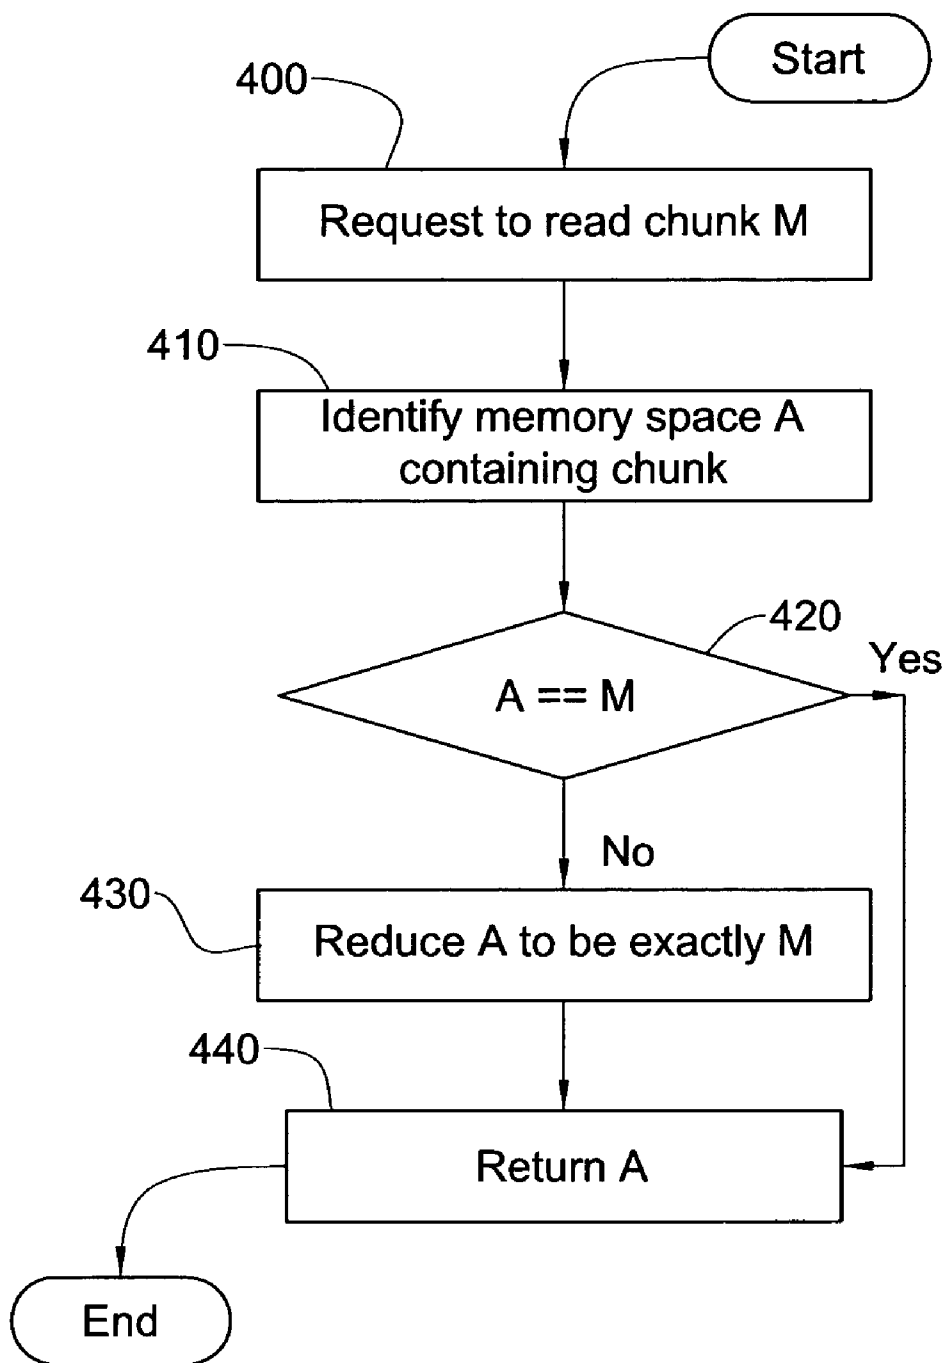 Start
400
Request to read chunk M
410
Identify memory space A
containing chunk
420
Yes
A == M
No
430
Reduce A to be exactly M
440
Return A
End